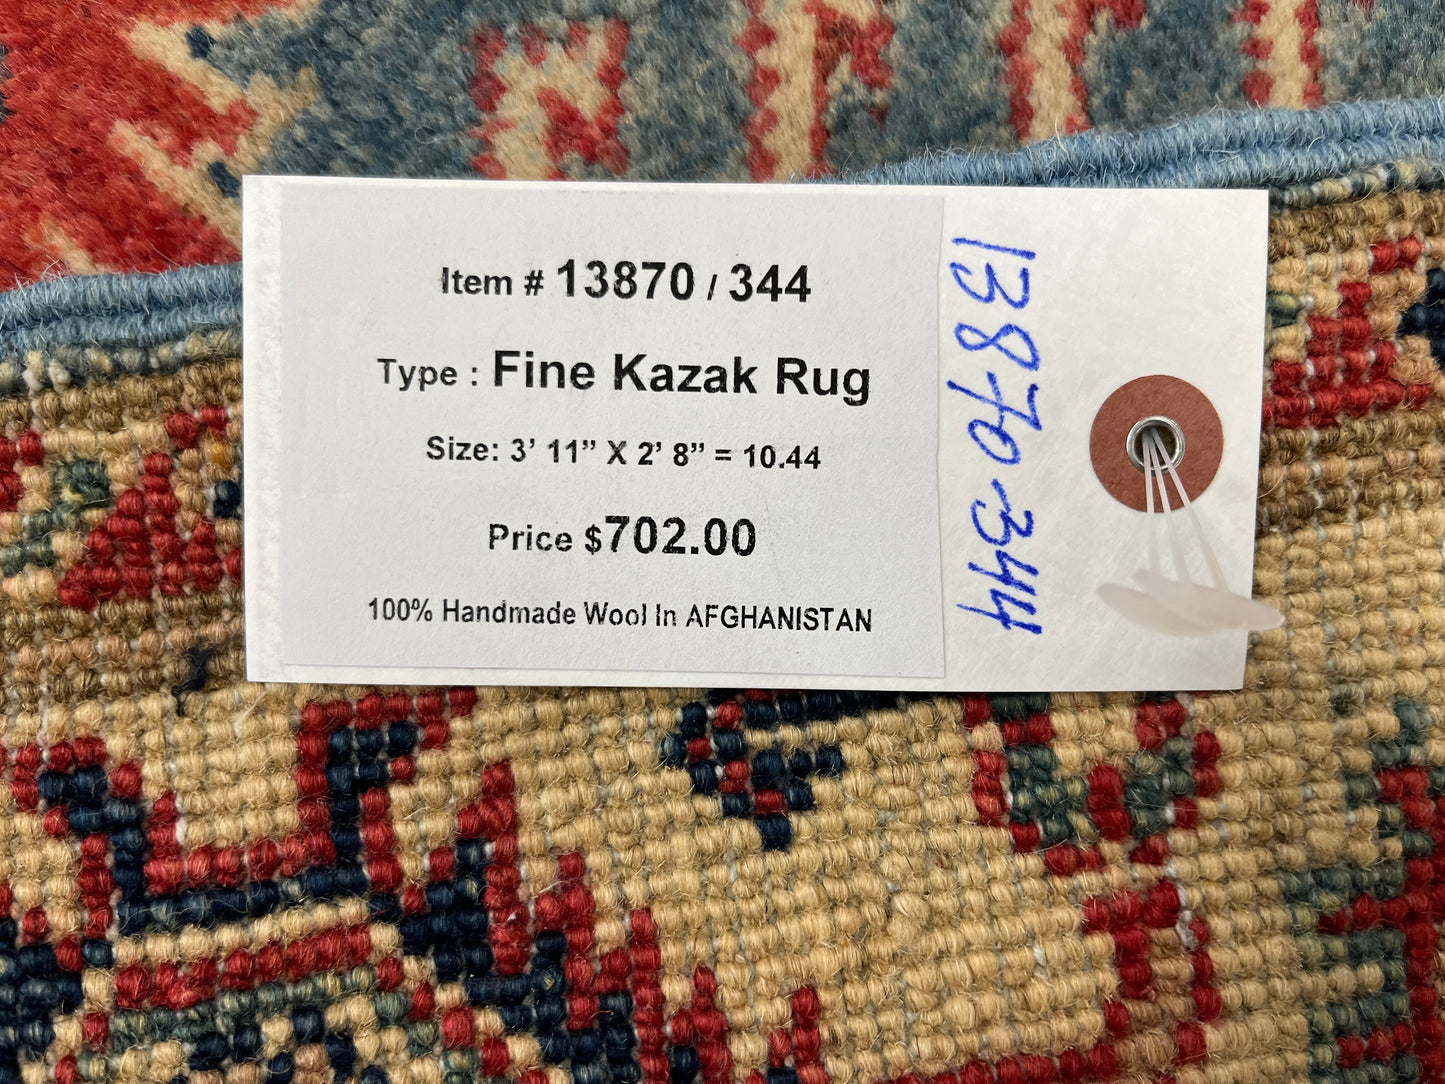 Item # 13870 / 344
Type : Fine Kazak Rug
Size: 3’ 11” X 2’ 8” = 10.44
Price $702.00
100% Handmade Wool In AFGHANISTAN
13870-344